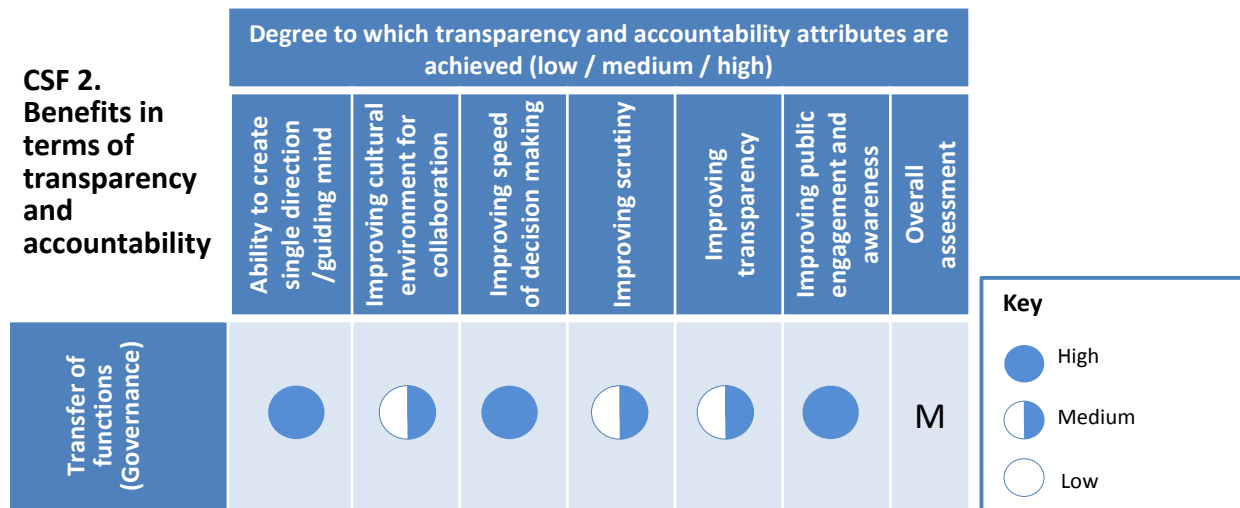 CSF 2.
Benefits in
terms of
transparency
and
accountability
Degree to which transparency and accountability attributes are
achieved (low / medium / high)
Ability to create
single direction
/guiding mind
Improving cultural
environment for
collaboration
Improving speed
of decision making
Improving scrutiny
Improving
transparency
Improving public
engagement and
awareness
Overall
assessment
Transfer of
functions
(Governance)
M
Key
High
Medium
Low